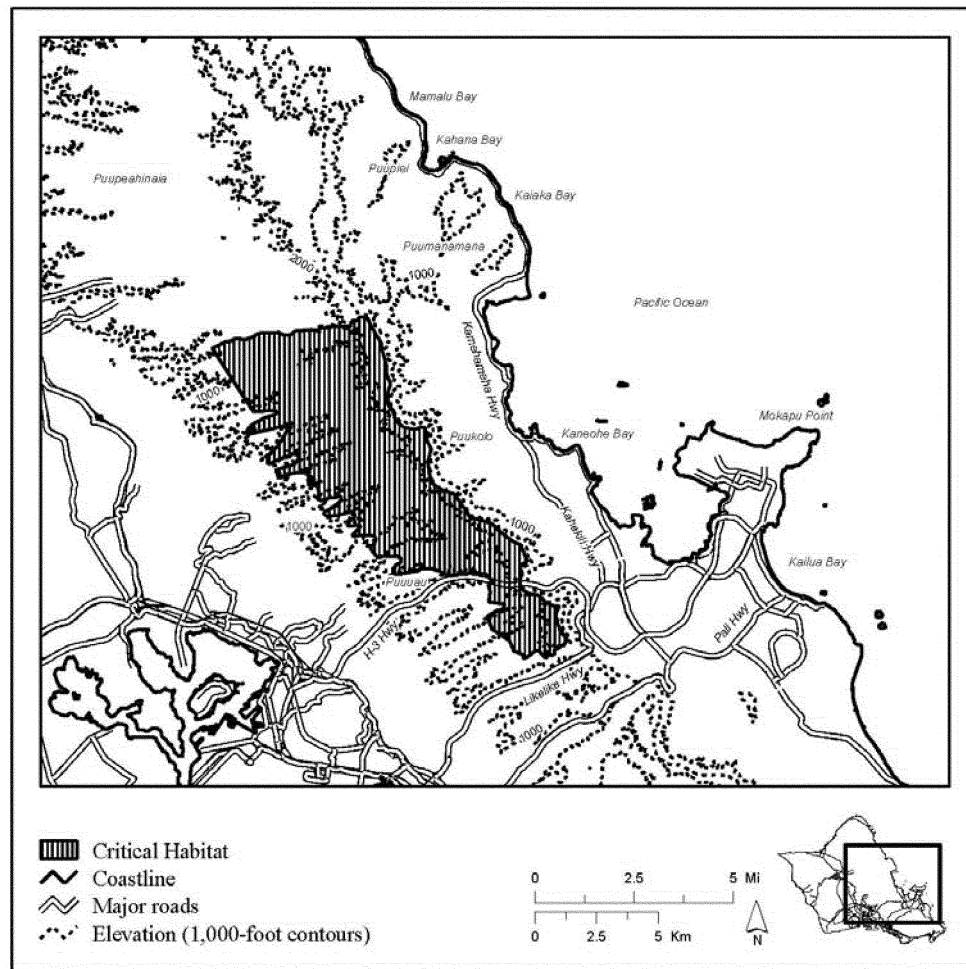 Mamalu Bay
Kahana Bay
Puupiei
Puupeahinaia
Kaiaka Bay
Puumanamana
2000
1000
Pacific Ocean
Kamehameha Hwy
1000
Mokapu Point
Puukolo
Kaneohe Bay
1000
1000
Kahekili Hwy
Kailua Bay
Puuuau
H-3 Hwy
Pali Hwy
Likelike Hwy
1000
Critical Habitat
Coastline
Major roads
Elevation (1,000-foot contours)
0 2.5 5 Mi
0 2.5 5 Km
N